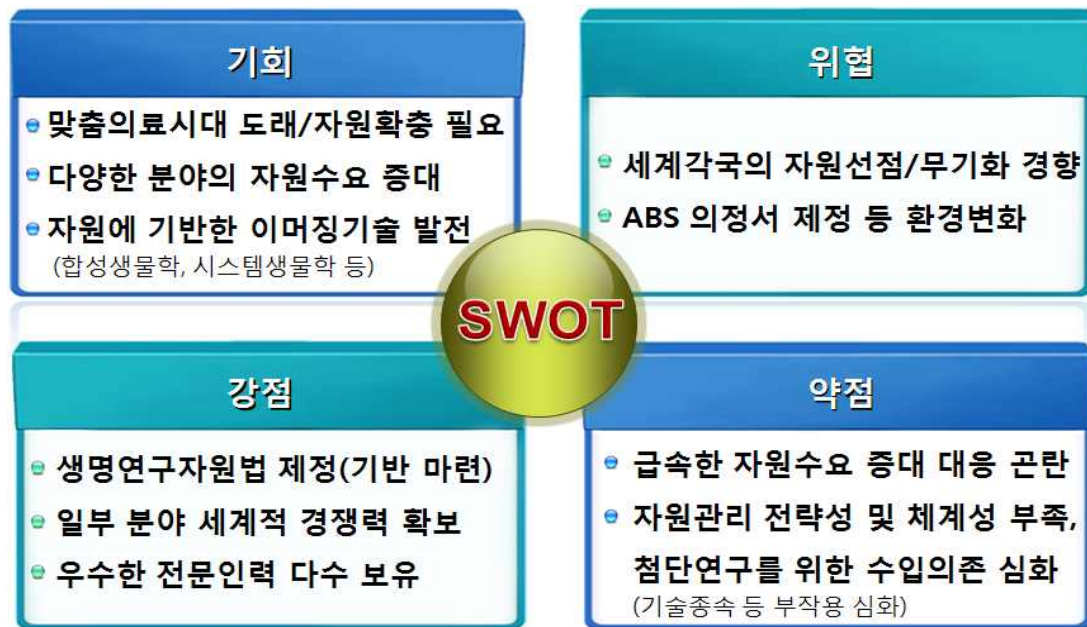 기회
맞춤의료시대 도래/자원확충 필요
다양한 분야의 자원수요 증대
자원에 기반한 이머징기술 발전
(합성생물학, 시스템생물학 등)
위협
세계각국의 자원선점/무기화 경향
ABS 의정서 제정 등 환경변화
SWOT
강점
생명연구자원법 제정(기반 마련)
일부 분야 세계적 경쟁력 확보
우수한 전문인력 다수 보유
약점
급속한 자원수요 증대 대응 곤란
자원관리 전략성 및 체계성 부족,
첨단연구를 위한 수입의존 심화
(기술종속 등 부작용 심화)